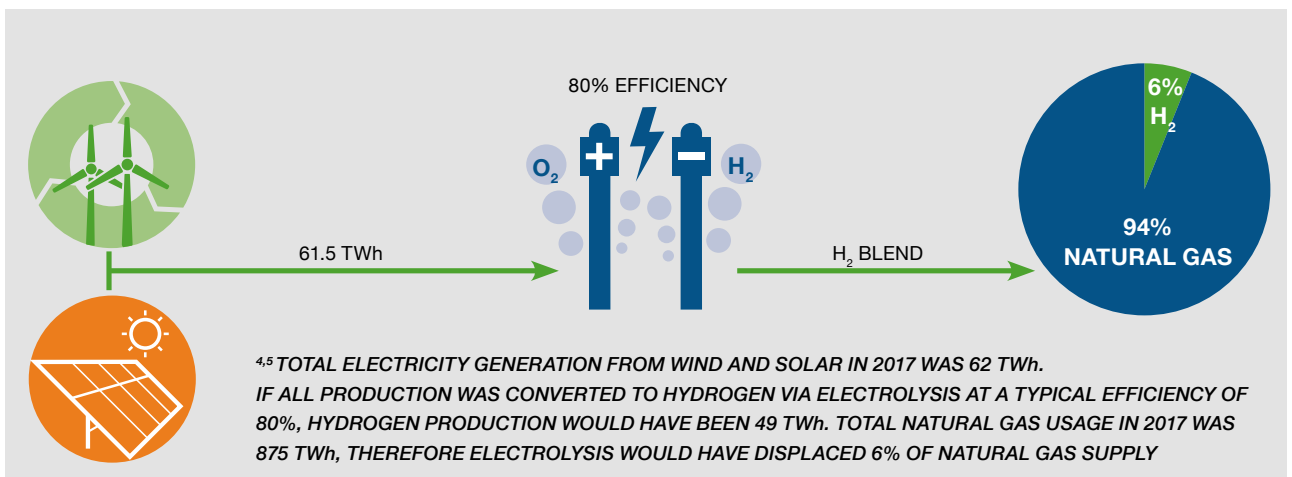 80% EFFICIENCY
6%
H₂
+
−
O₂
H₂
94%
NATURAL GAS
61.5 TWh
H₂ BLEND
⁴,⁵ TOTAL ELECTRICITY GENERATION FROM WIND AND SOLAR IN 2017 WAS 62 TWh.
IF ALL PRODUCTION WAS CONVERTED TO HYDROGEN VIA ELECTROLYSIS AT A TYPICAL EFFICIENCY OF
80%, HYDROGEN PRODUCTION WOULD HAVE BEEN 49 TWh. TOTAL NATURAL GAS USAGE IN 2017 WAS
875 TWh, THEREFORE ELECTROLYSIS WOULD HAVE DISPLACED 6% OF NATURAL GAS SUPPLY